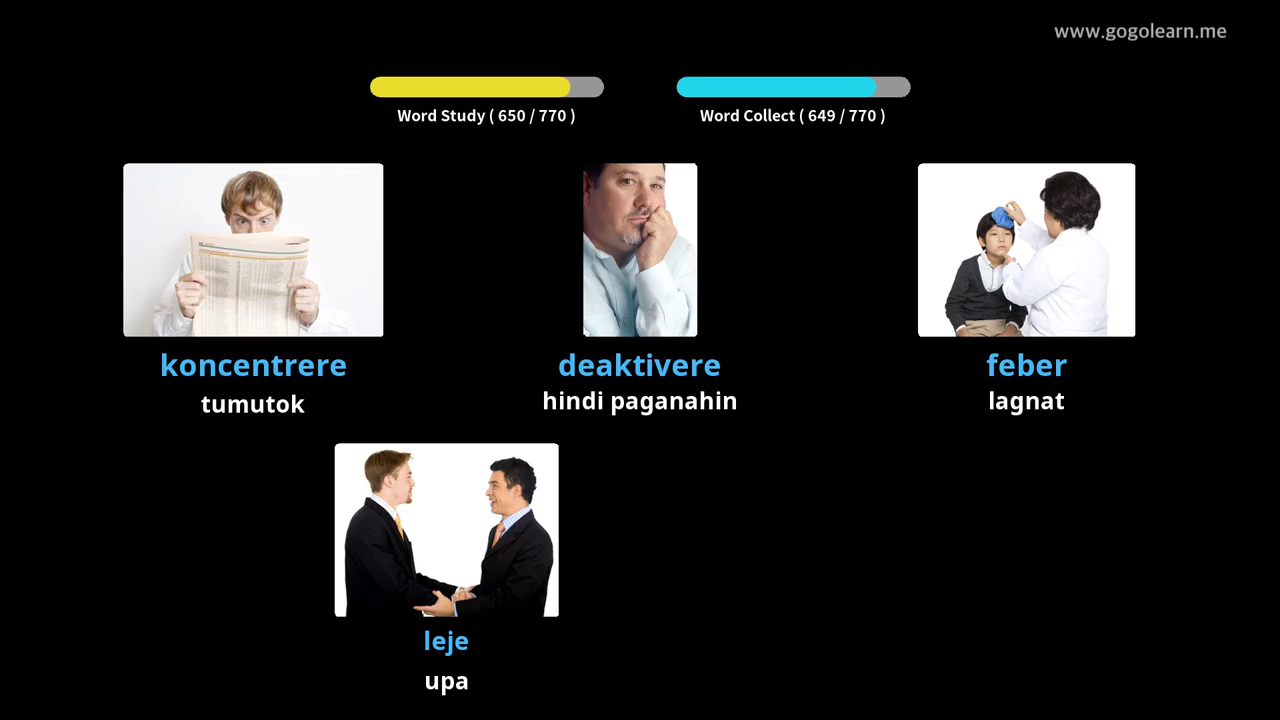 www.gogolearn.me
Word Study ( 650 / 770 )
Word Collect ( 649 / 770 )
koncentrere
tumutok
deaktivere
hindi paganahin
feber
lagnat
leje
upa